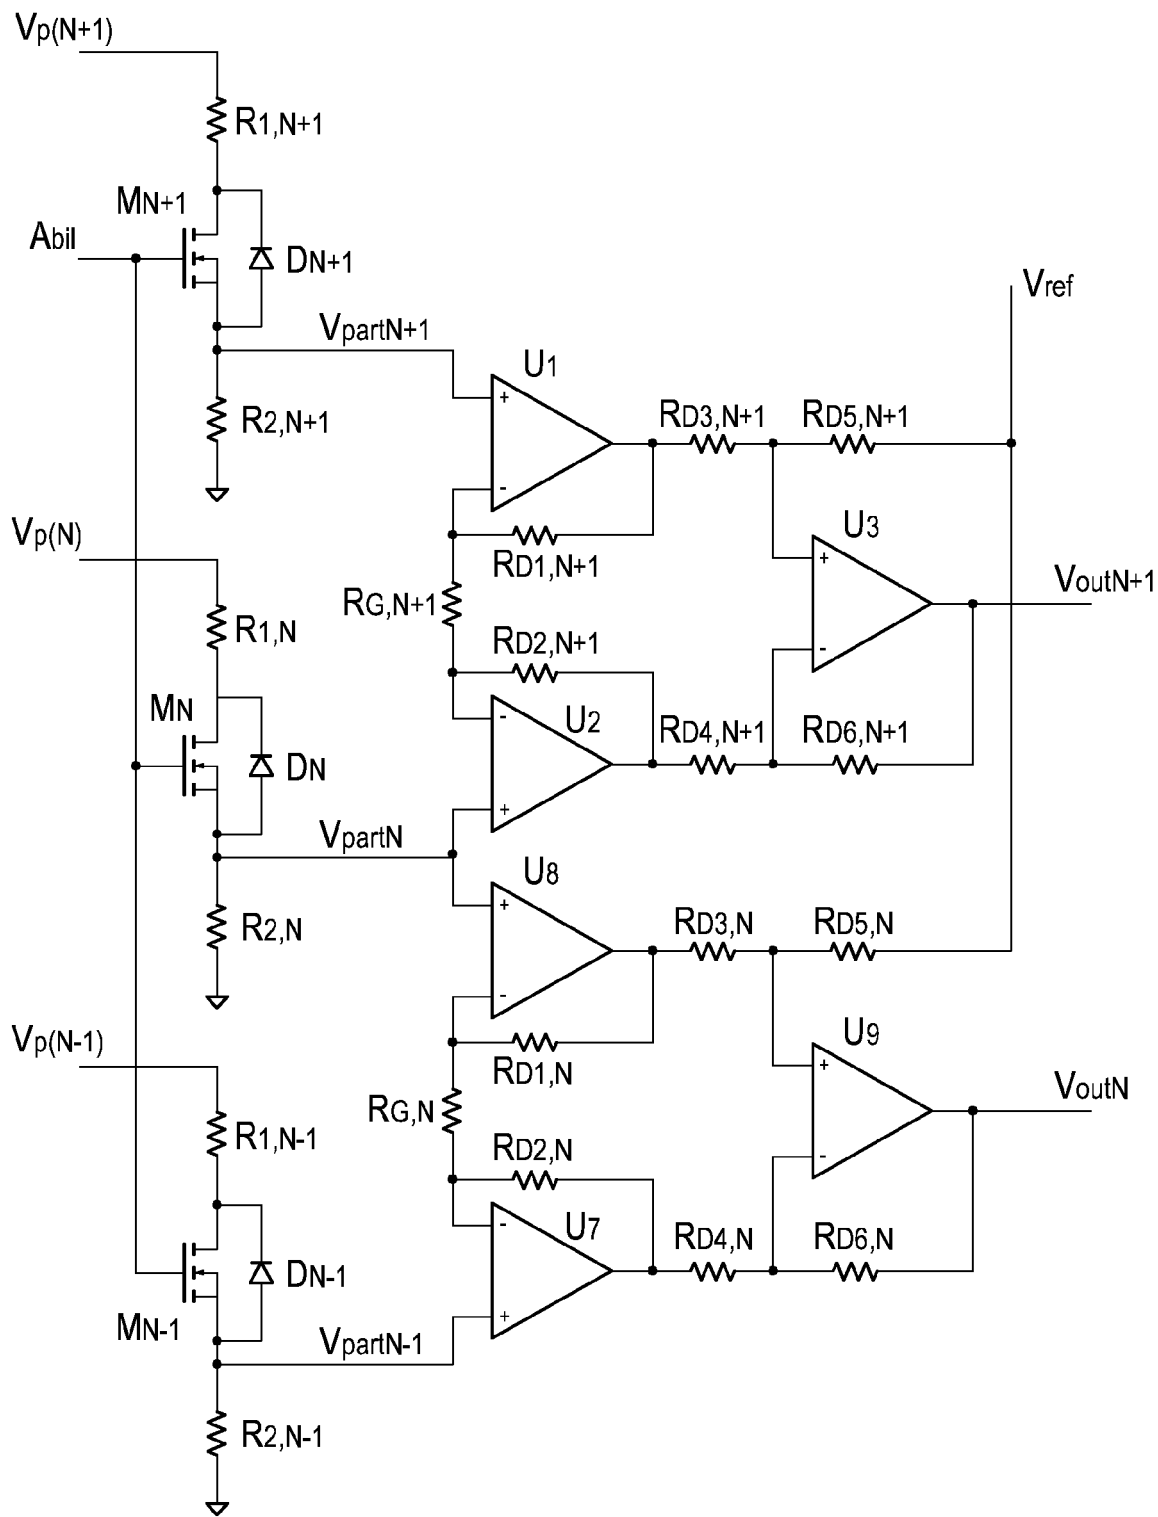 Vp(N+1)
R1,N+1
MN+1
Abil
DN+1
Vref
VpartN+1
U1
R2,N+1
RD3,N+1
RD5,N+1
+
-
Vp(N)
U3
RD1,N+1
+
VoutN+1
RG,N+1
R1,N
RD2,N+1
-
MN
-
U2
RD4,N+1
RD6,N+1
DN
+
VpartN
U8
R2,N
+
RD3,N
RD5,N
-
Vp(N-1)
U9
RD1,N
+
VoutN
RG,N
R1,N-1
RD2,N
-
-
U7
RD4,N
RD6,N
DN-1
MN-1
+
VpartN-1
R2,N-1